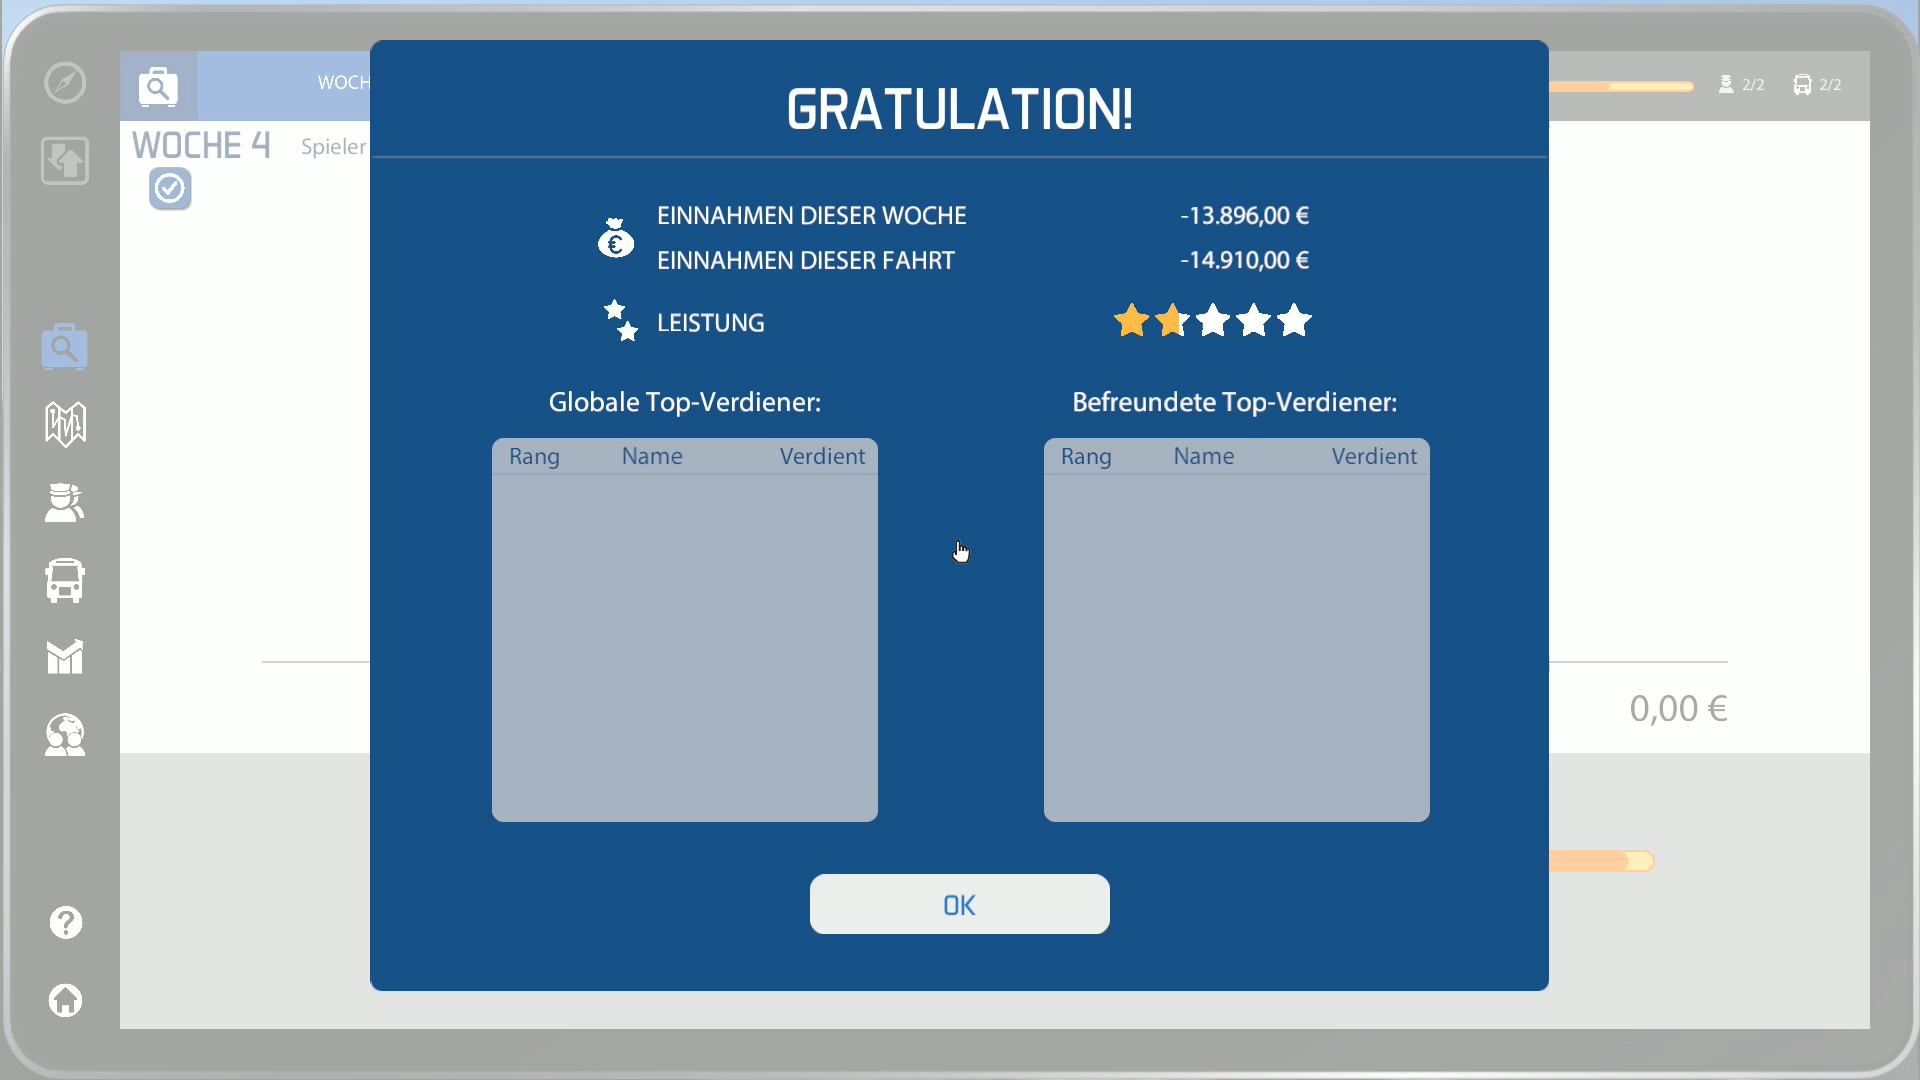 WOCH
2/2
2/2
WOCHE 4
Spieler
GRATULATION!
EINNAHMEN DIESER WOCHE -13.896,00 €
EINNAHMEN DIESER FAHRT -14.910,00 €
LEISTUNG
Globale Top-Verdiener:
Rang Name Verdient
Befreundete Top-Verdiener:
Rang Name Verdient
0,00 €
OK